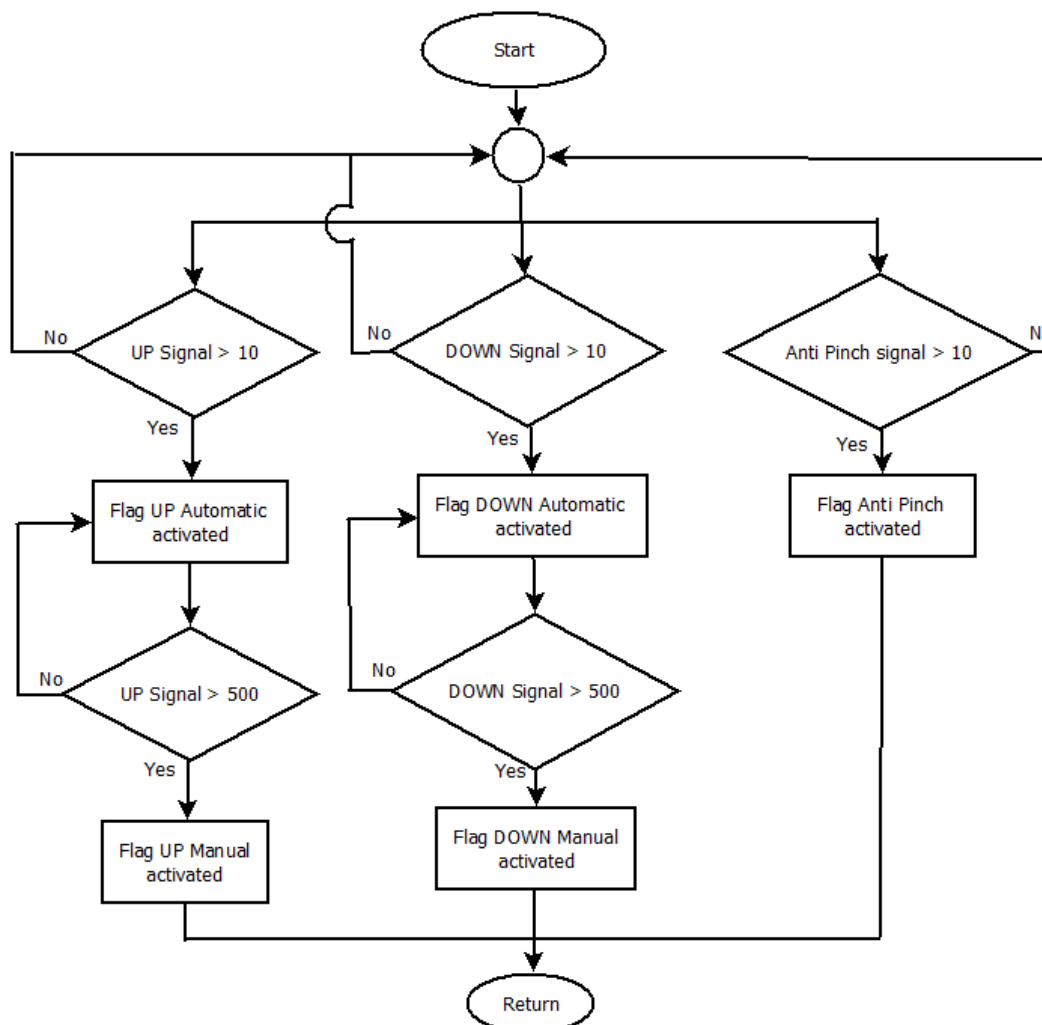 Start
No
UP Signal > 10
No
DOWN Signal > 10
Anti Pinch signal > 10
N
Yes
Yes
Yes
Flag UP Automatic
activated
Flag DOWN Automatic
activated
Flag Anti Pinch
activated
No
UP Signal > 500
No
DOWN Signal > 500
Yes
Yes
Flag UP Manual
activated
Flag DOWN Manual
activated
Return